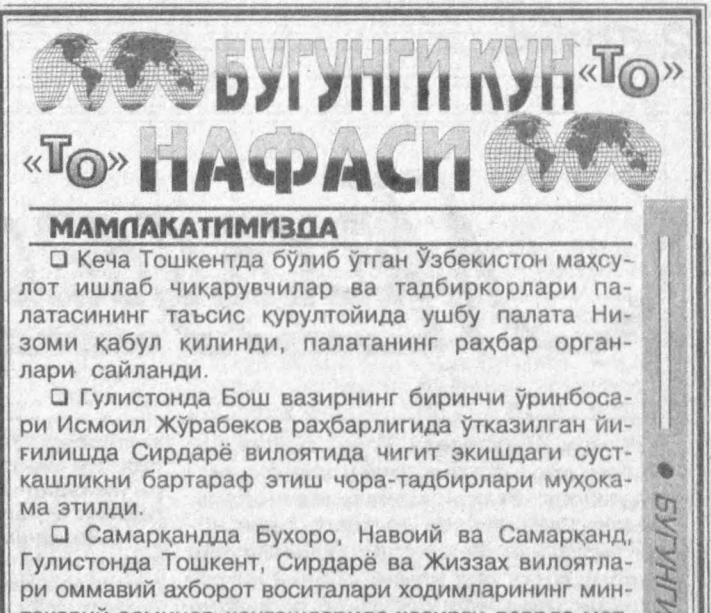 БУГУНГИ КУН «ТО»
«ТО» НАФАСИ
МАМЛАКАТИМИЗДА
❏ Кеча Тошкентда бўлиб ўтган Ўзбекистон маҳсу-
лот ишлаб чиқарувчилар ва тадбиркорлари па-
латасининг таъсис қурултойида ушбу палата Ни-
зоми қабул қилинди, палатанинг раҳбар орган-
лари сайланди.
❏ Гулистонда Бош вазирнинг биринчи ўринбоса-
ри Исмоил Жўрабеков раҳбарлигида ўтказилган йи-
ғилишда Сирдарё вилоятида чигит экишдаги суст-
кашликни бартараф этиш чора-тадбирлари муҳока-
ма этилди.
❏ Самарқандда Бухоро, Навоий ва Самарқанд,
Гулистонда Тошкент, Сирдарё ва Жиззах вилоятла-
ри оммавий ахборот воситалари ходимларининг мин-
● БУГУНГИ